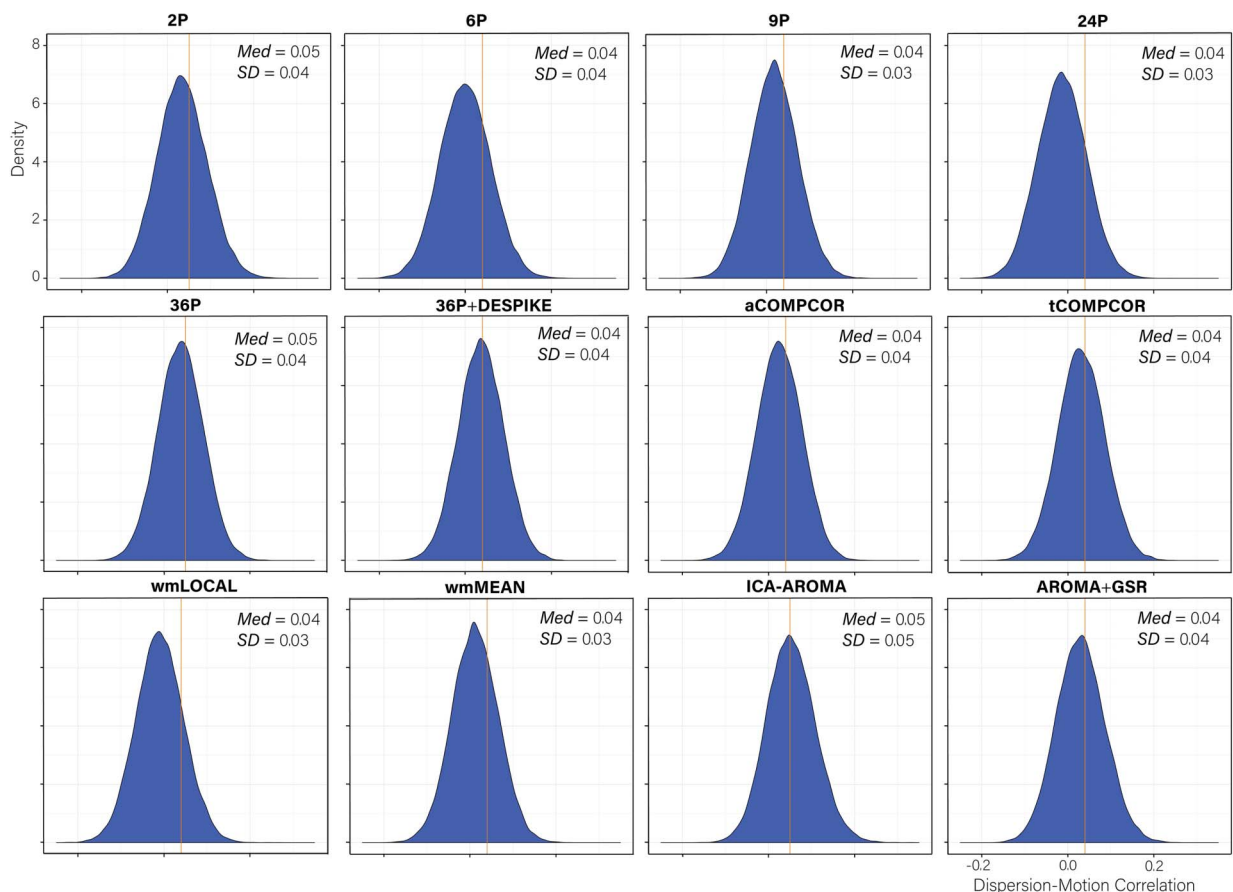 2P
6P
9P
24P
8
6
4
2
0
Density
Med = 0.05
SD = 0.04
Med = 0.04
SD = 0.04
Med = 0.04
SD = 0.03
Med = 0.04
SD = 0.03
36P
36P+DESPIKE
aCOMPCOR
tCOMPCOR
Med = 0.05
SD = 0.04
Med = 0.04
SD = 0.04
Med = 0.04
SD = 0.04
Med = 0.04
SD = 0.04
wmLOCAL
wmMEAN
ICA-AROMA
AROMA+GSR
Med = 0.04
SD = 0.03
Med = 0.04
SD = 0.03
Med = 0.05
SD = 0.05
Med = 0.04
SD = 0.04
-0.2 0.0 0.2
Dispersion-Motion Correlation